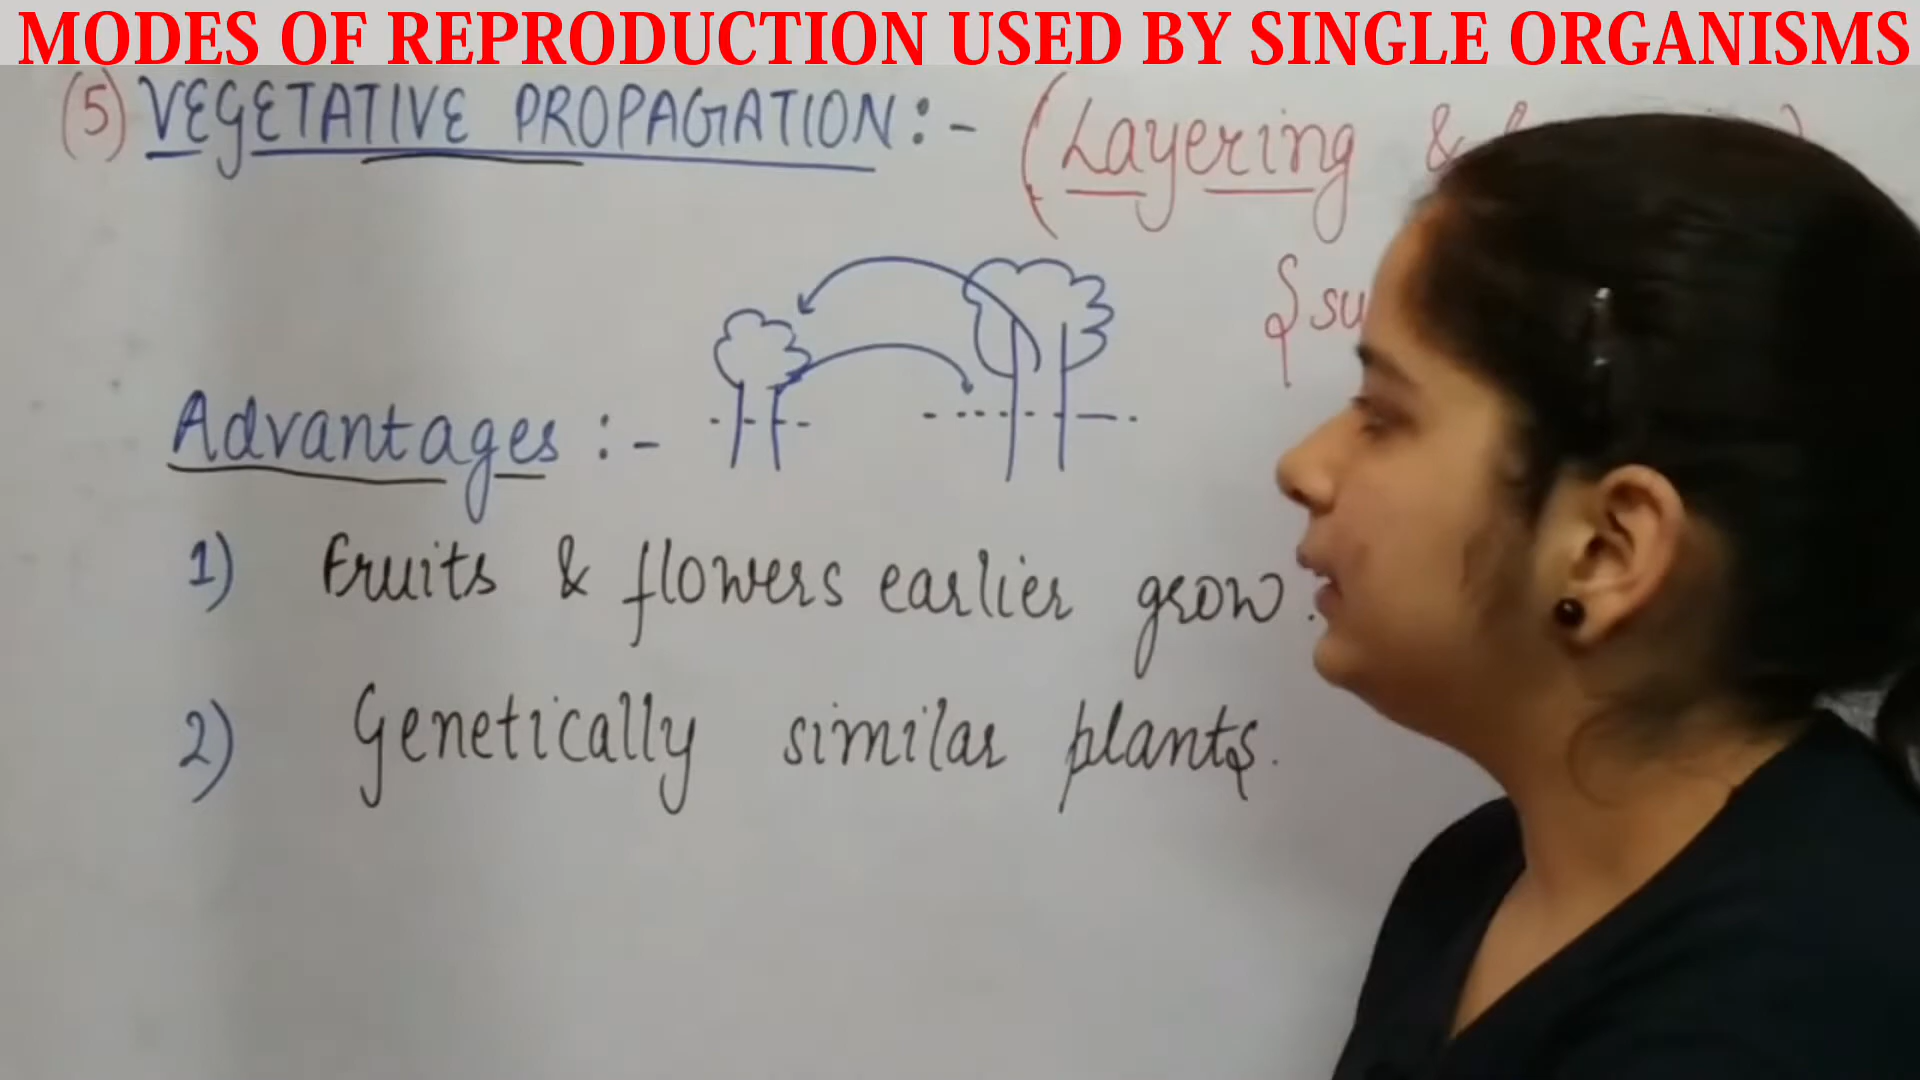 MODES OF REPRODUCTION USED BY SINGLE ORGANISMS
(5) VEGETATIVE PROPAGATION :- (Layering &
Advantages :-
1) Fruits & flowers earlier grow.
2) Genetically similar plants.